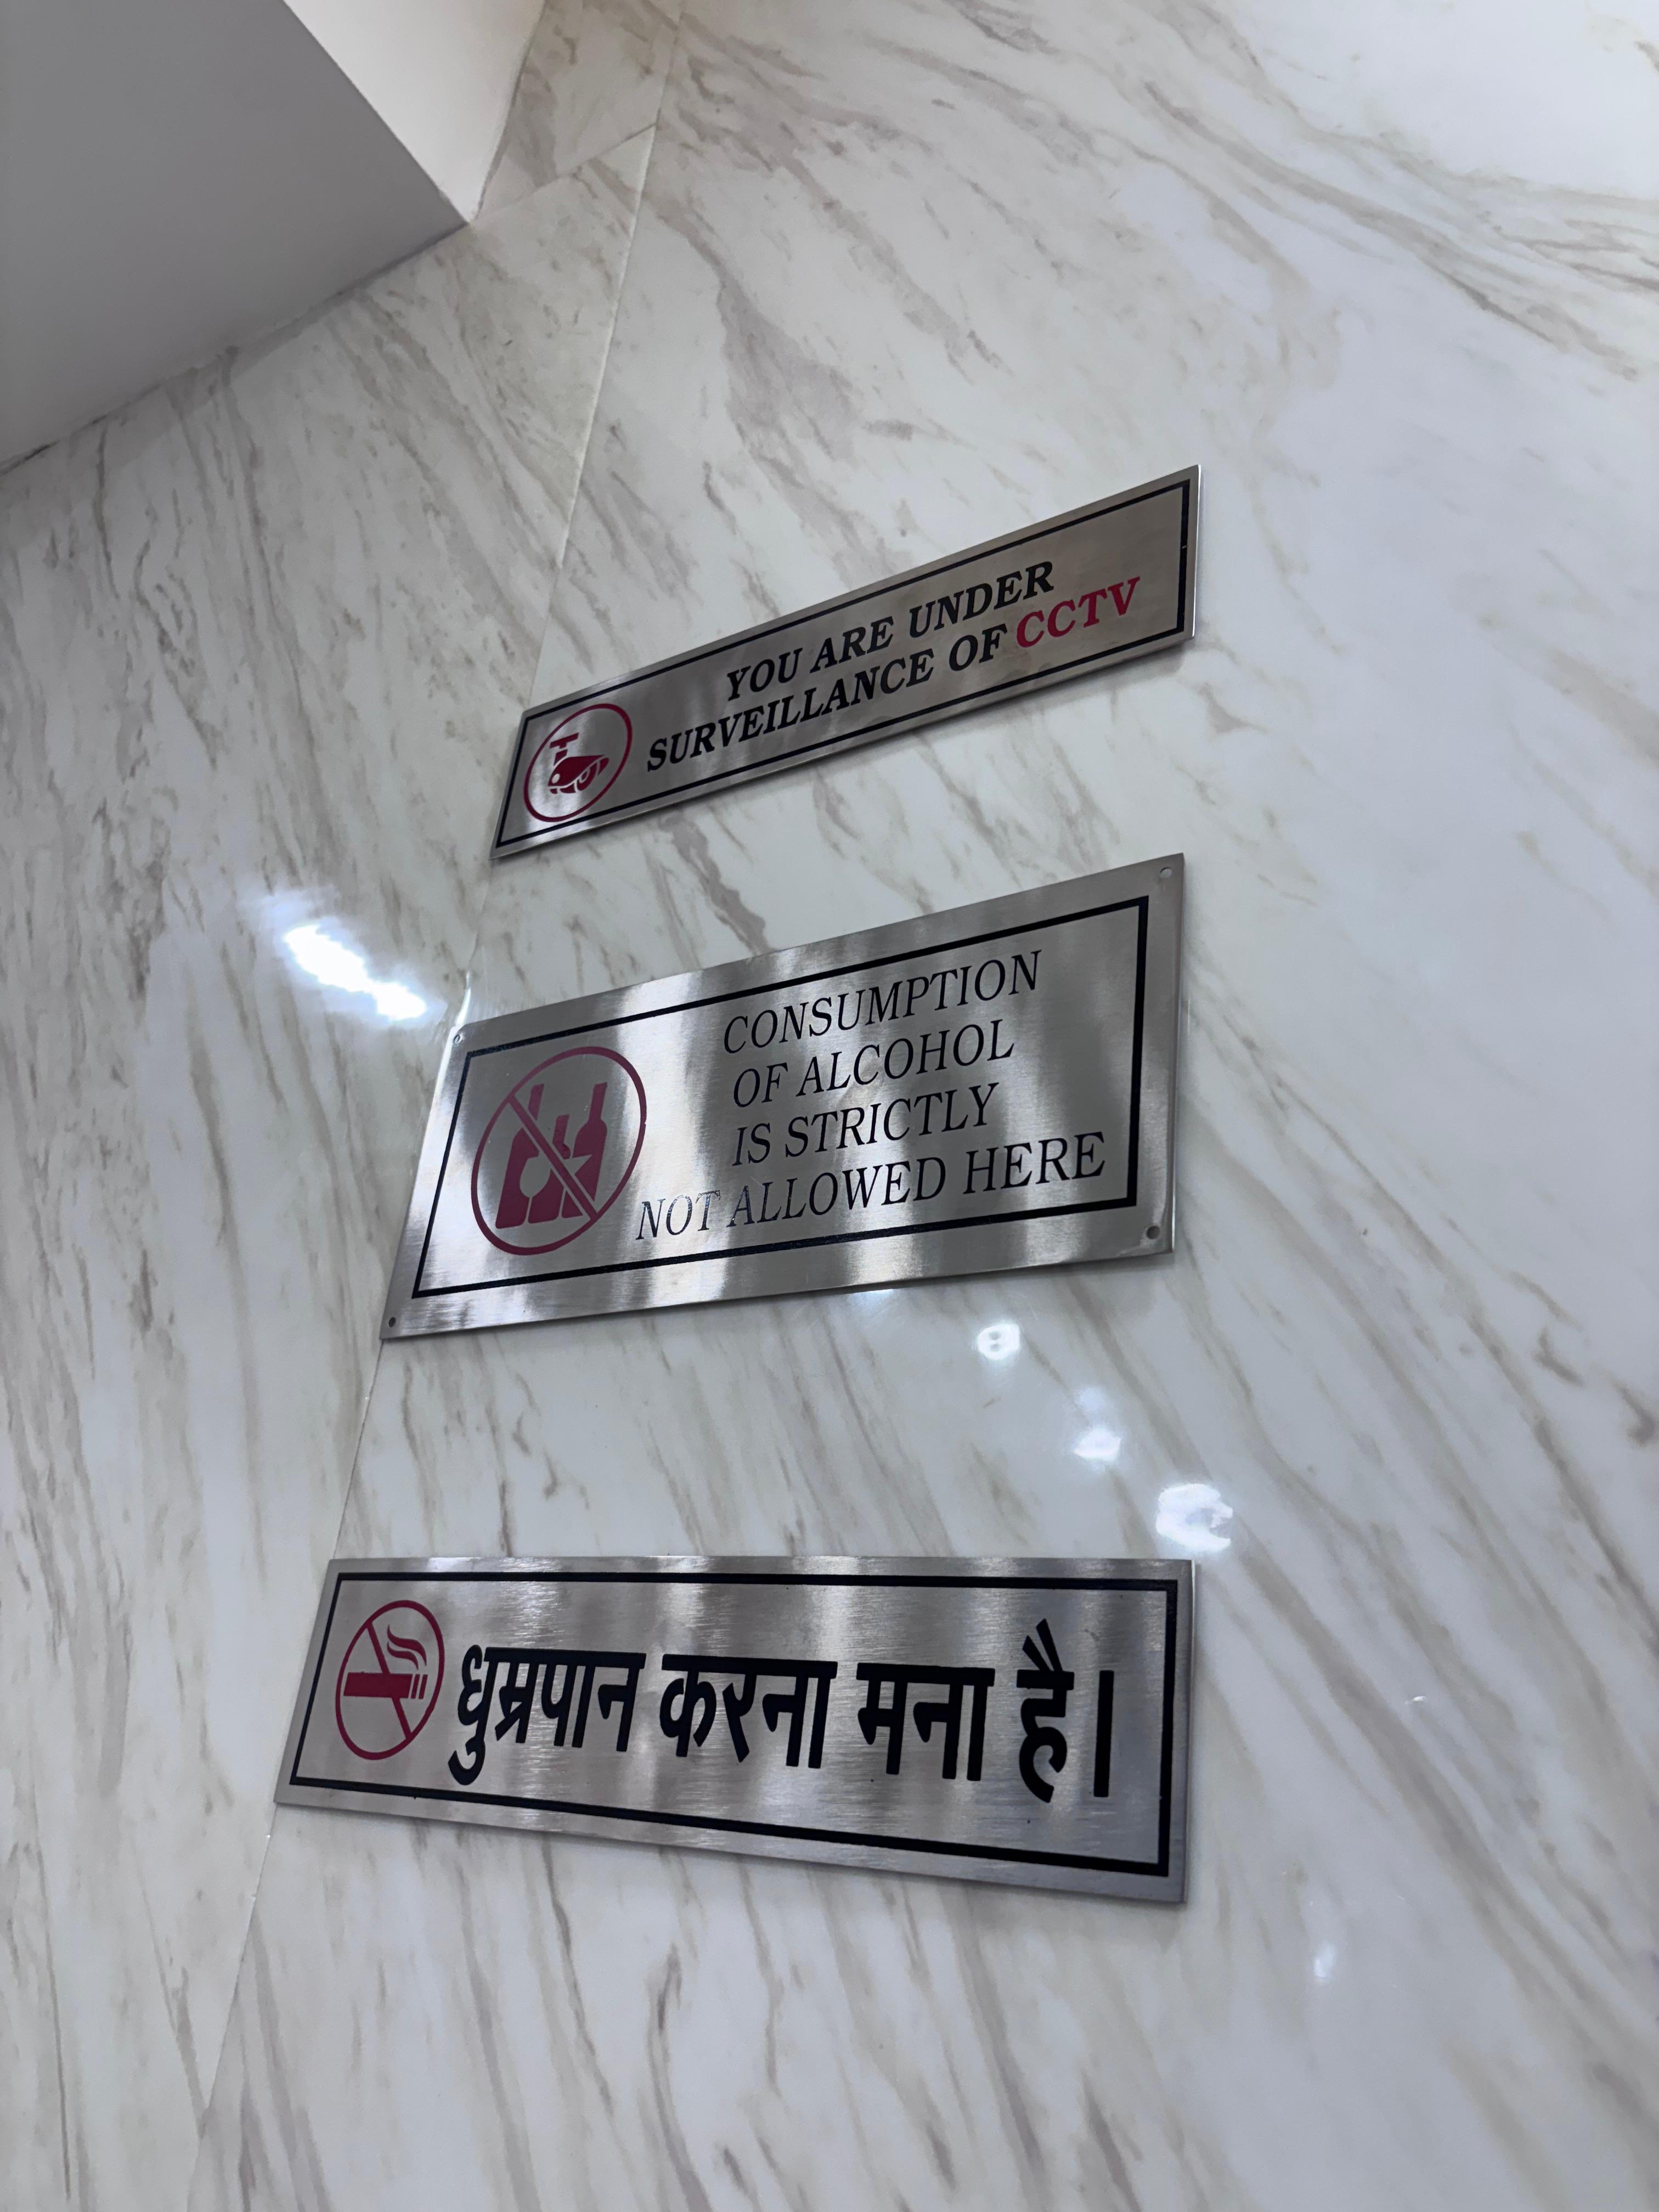 YOU ARE UNDER
SURVEILLANCE OF CCTV
CONSUMPTION
OF ALCOHOL
IS STRICTLY
NOT ALLOWED HERE
धुम्रपान करना मना है।